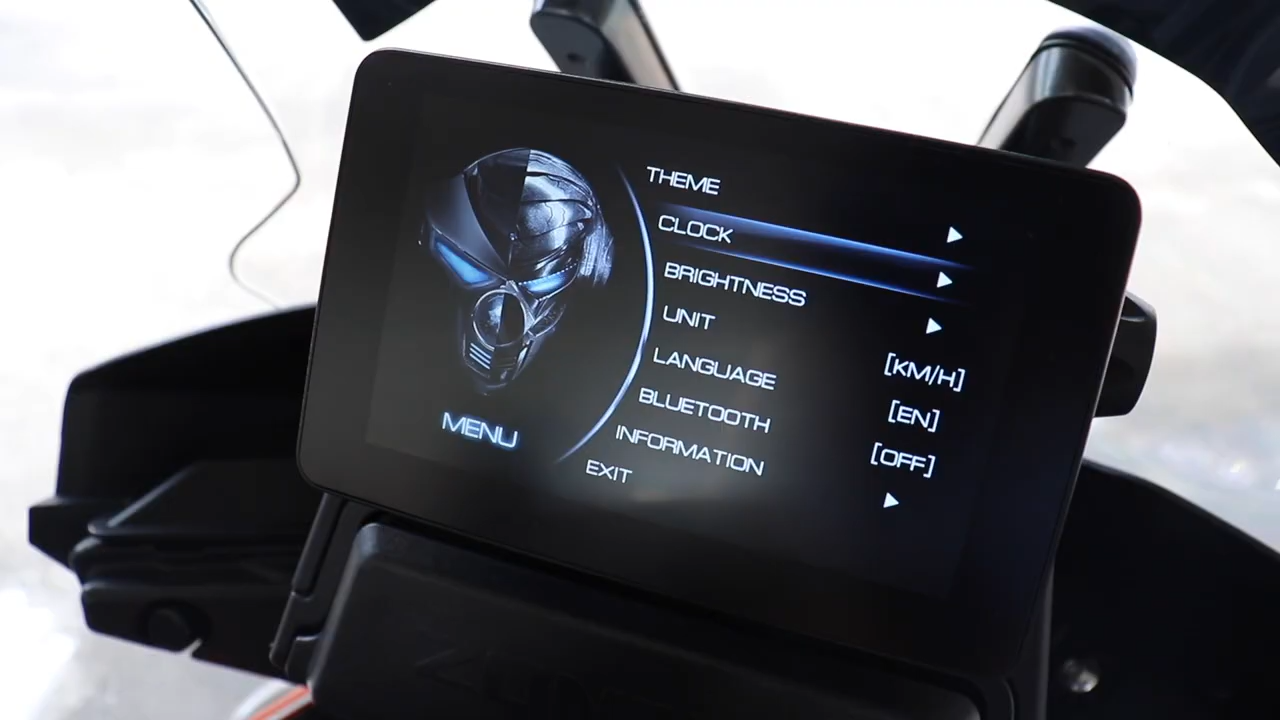 THEME
CLOCK
BRIGHTNESS
UNIT [KM/H]
LANGUAGE [EN]
BLUETOOTH [OFF]
INFORMATION
EXIT
MENU